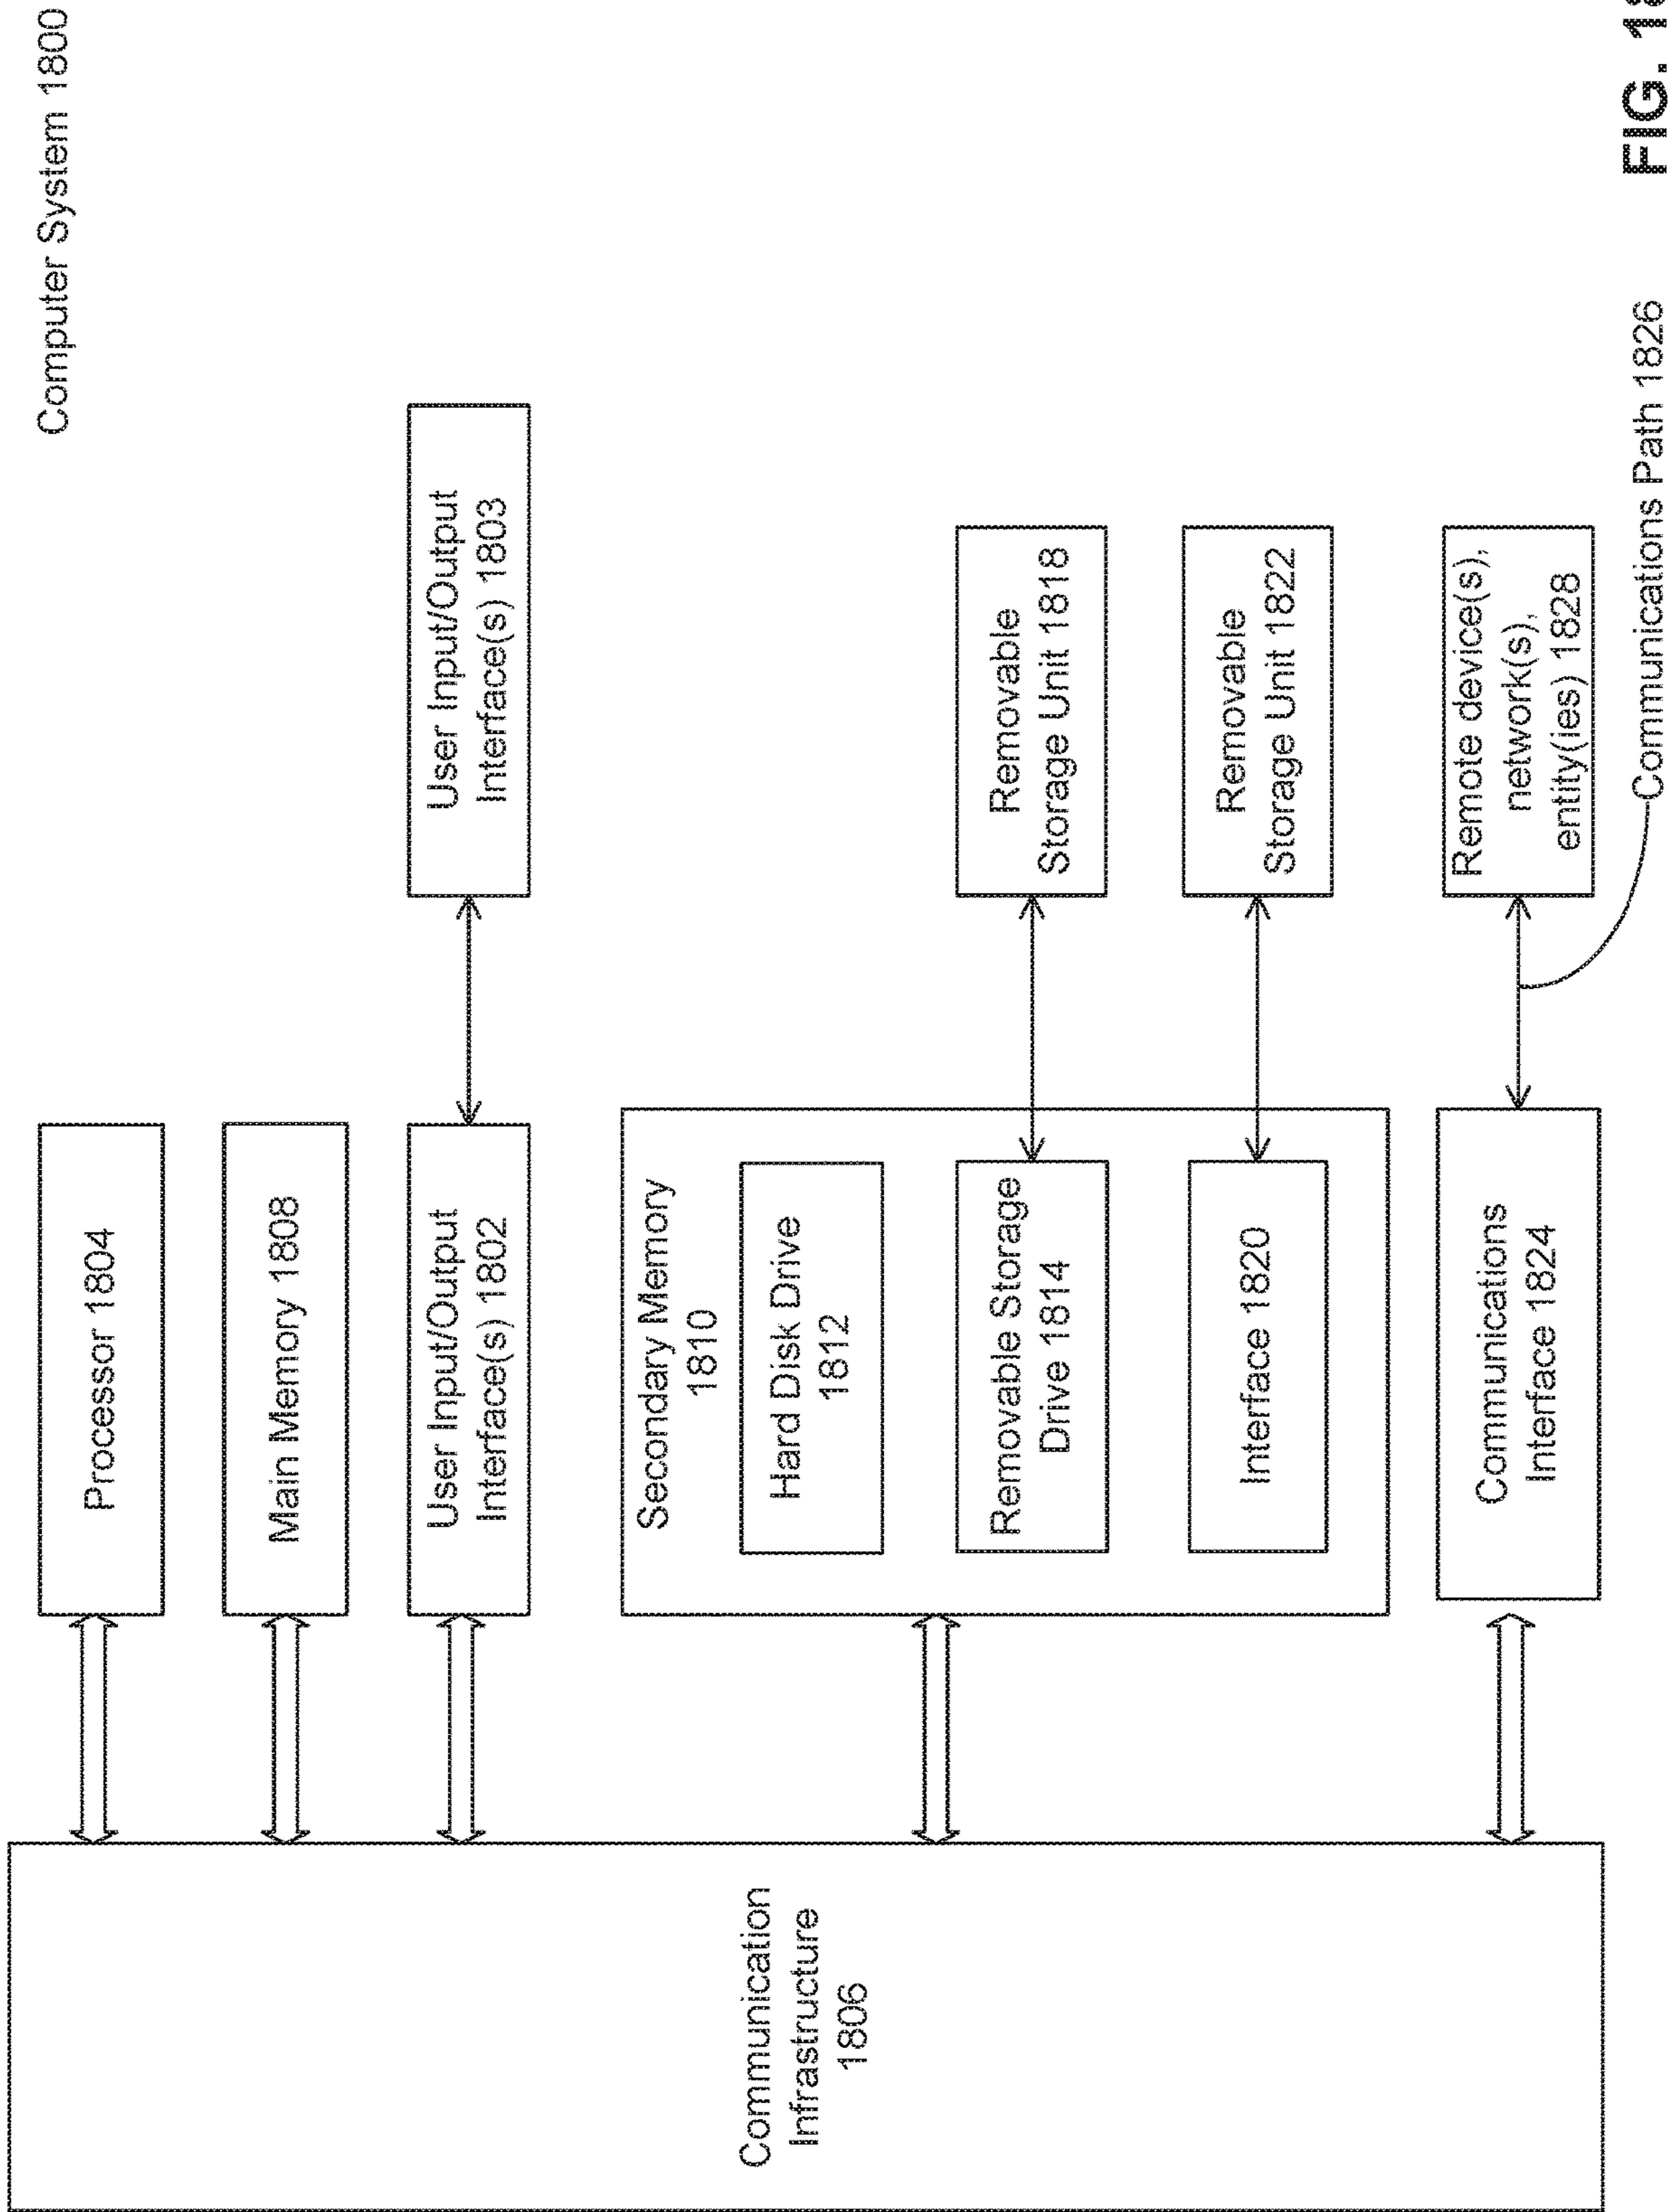 Computer System 1800
Processor 1804
Main Memory 1808
User Input/Output
Interface(s) 1802
User Input/Output
Interface(s) 1803
Communication
Infrastructure
1806
Secondary Memory
1810
Hard Disk Drive
1812
Removable Storage
Drive 1814
Removable
Storage Unit 1818
Interface 1820
Removable
Storage Unit 1822
Communications
Interface 1824
Remote device(s),
network(s),
entity(ies) 1828
Communications Path 1826
FIG. 18